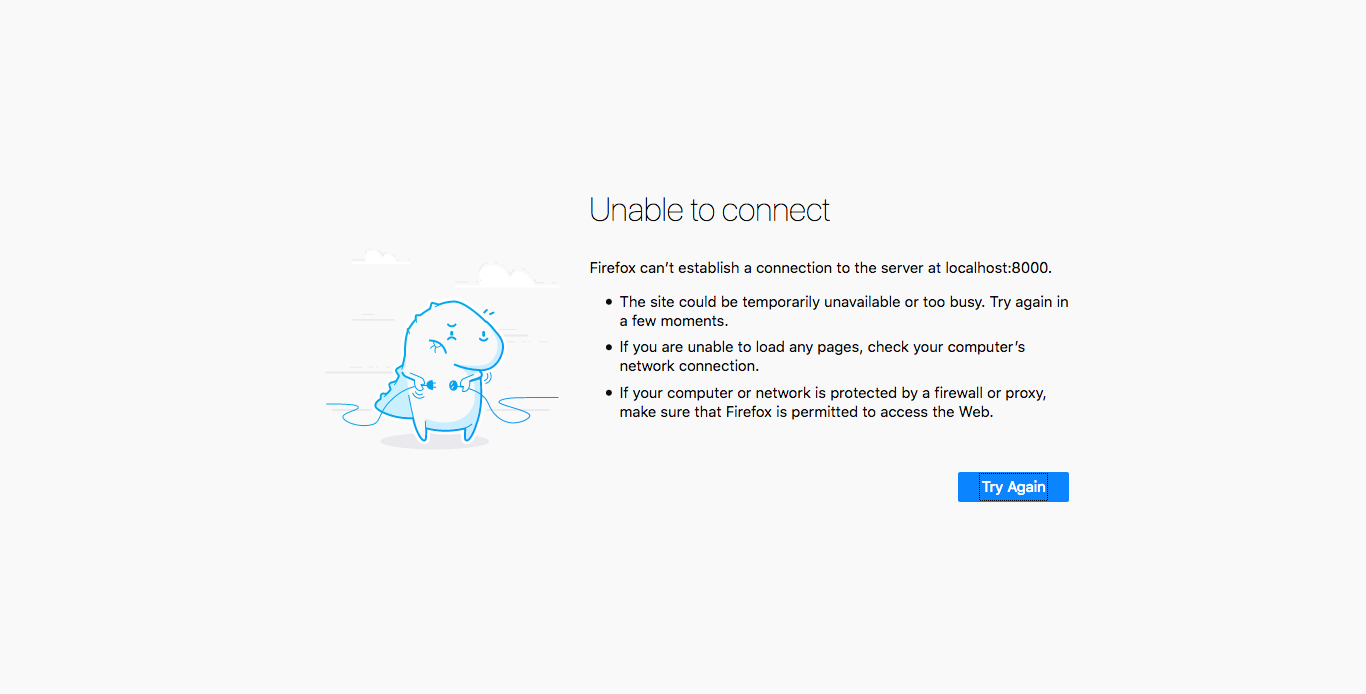 Unable to connect
Firefox can’t establish a connection to the server at localhost:8000.
The site could be temporarily unavailable or too busy. Try again in
a few moments.
If you are unable to load any pages, check your computer’s
network connection.
If your computer or network is protected by a firewall or proxy,
make sure that Firefox is permitted to access the Web.
Try Again